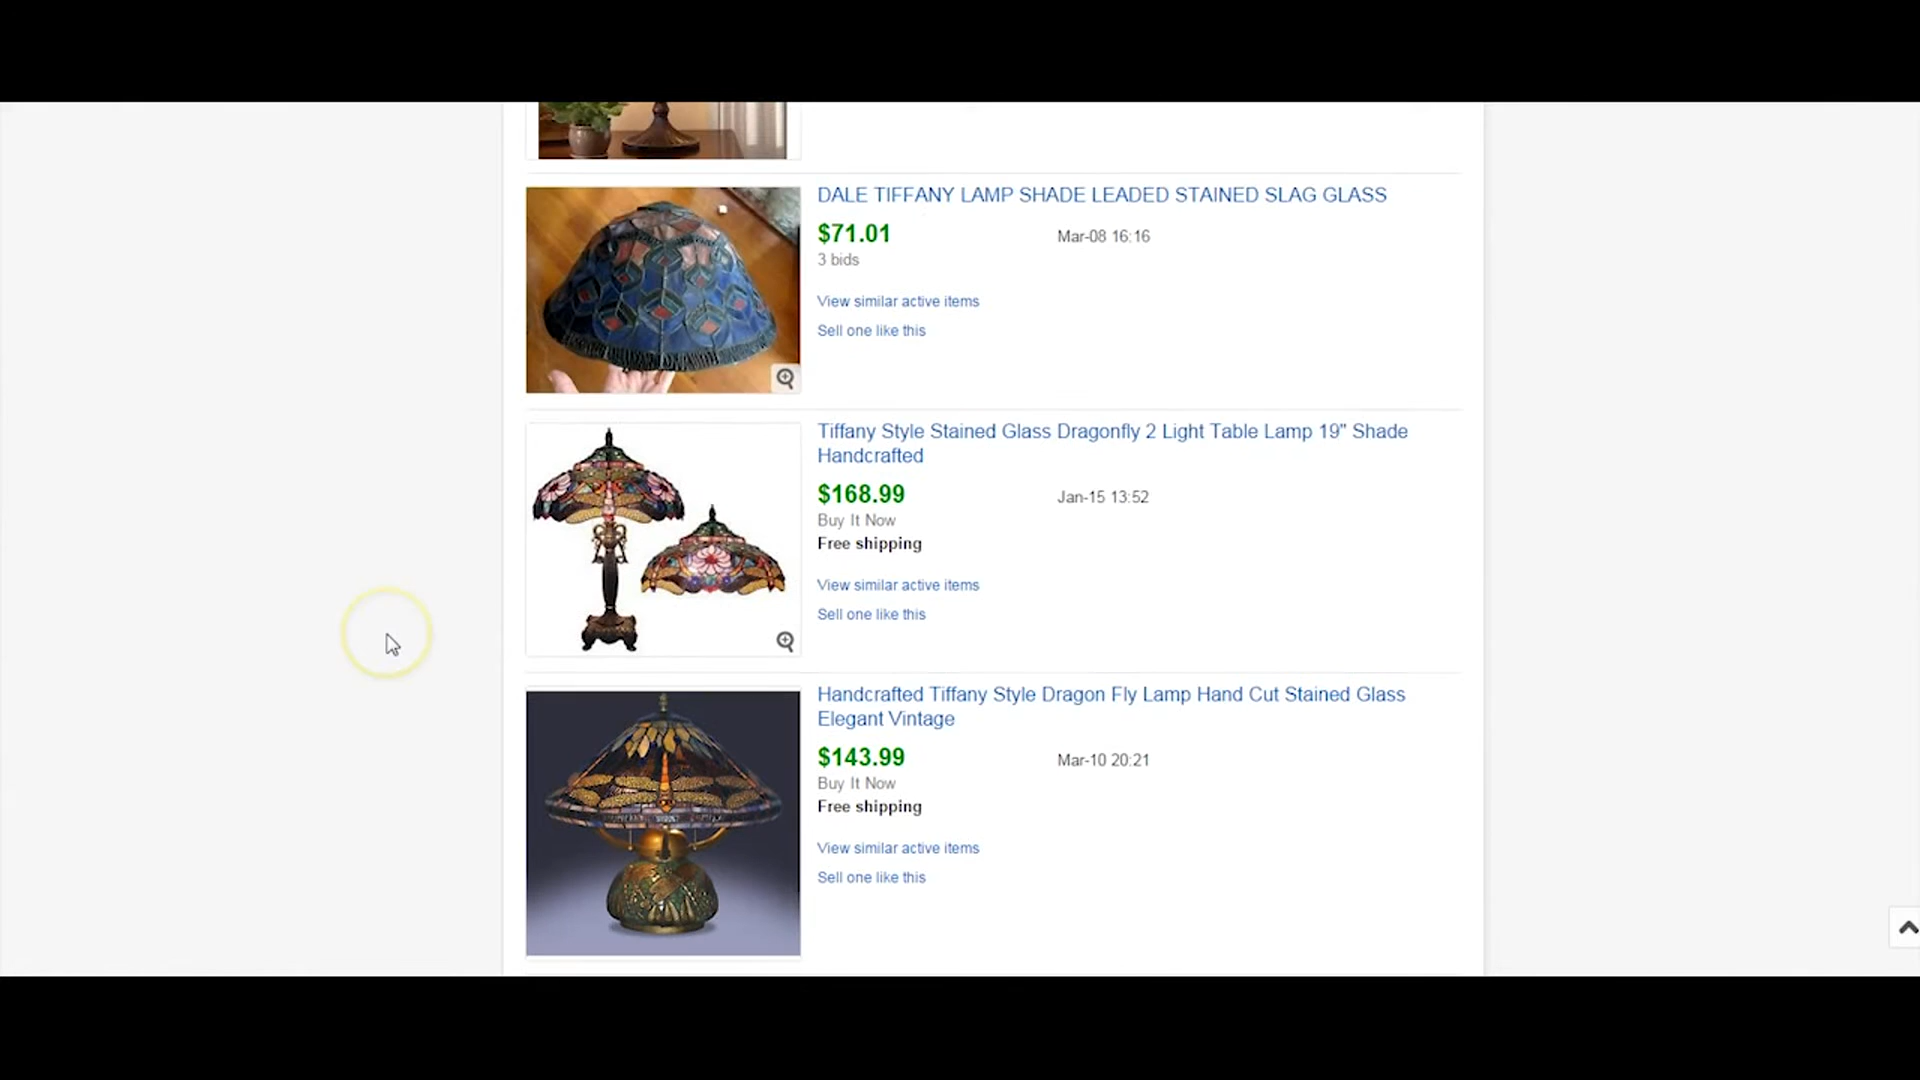 DALE TIFFANY LAMP SHADE LEADED STAINED SLAG GLASS
$71.01
Mar-08 16:16
3 bids
View similar active items
Sell one like this
Tiffany Style Stained Glass Dragonfly 2 Light Table Lamp 19" Shade
Handcrafted
$168.99
Jan-15 13:52
Buy It Now
Free shipping
View similar active items
Sell one like this
Handcrafted Tiffany Style Dragon Fly Lamp Hand Cut Stained Glass
Elegant Vintage
$143.99
Mar-10 20:21
Buy It Now
Free shipping
View similar active items
Sell one like this